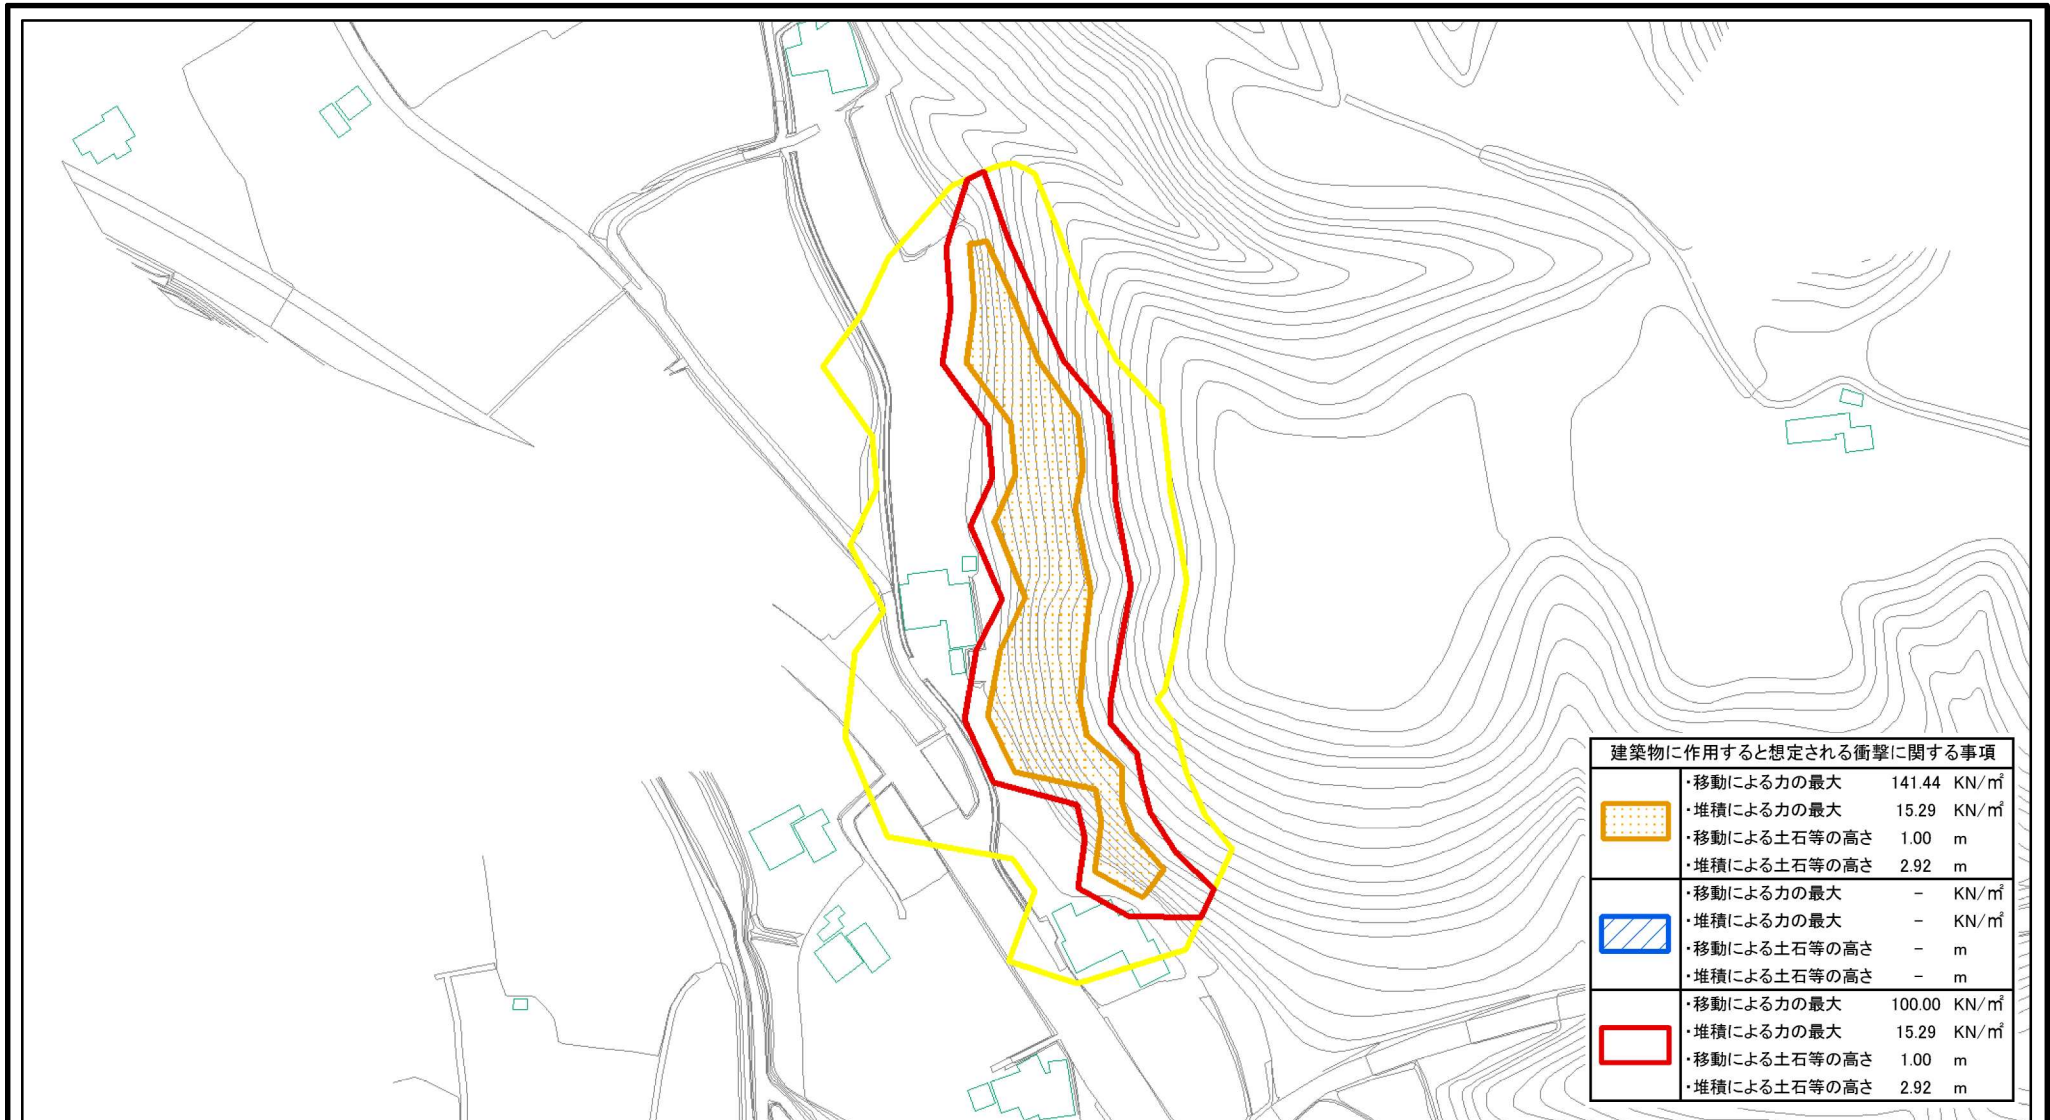 建築物に作用すると想定される衝撃に関する事項
・移動による力の最大 141.44 KN/㎡
・堆積による力の最大 15.29 KN/㎡
・移動による土石等の高さ 1.00 m
・堆積による土石等の高さ 2.92 m
・移動による力の最大 - KN/㎡
・堆積による力の最大 - KN/㎡
・移動による土石等の高さ - m
・堆積による土石等の高さ - m
・移動による力の最大 100.00 KN/㎡
・堆積による力の最大 15.29 KN/㎡
・移動による土石等の高さ 1.00 m
・堆積による土石等の高さ 2.92 m